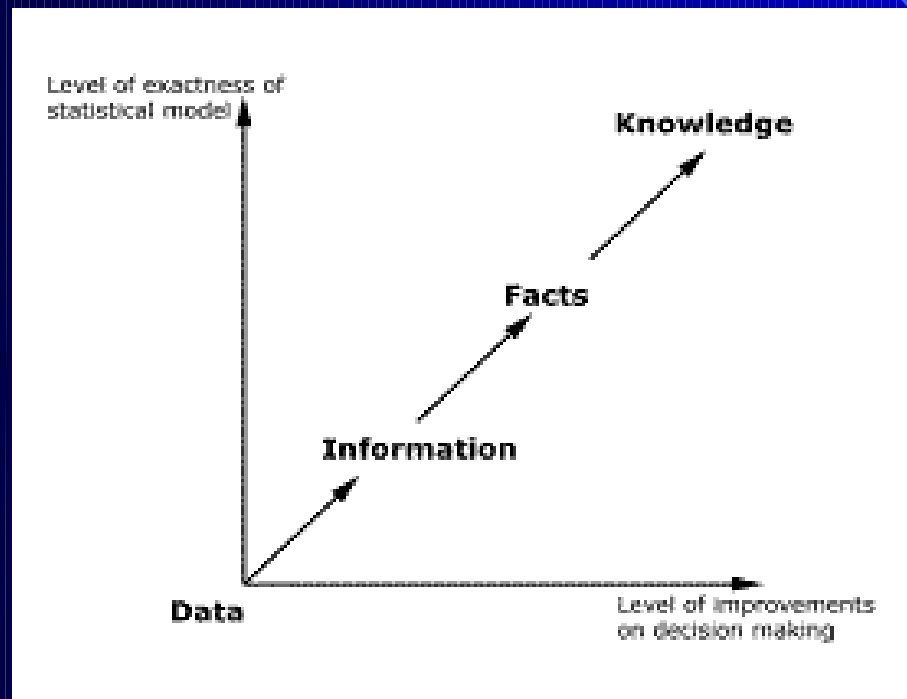 Level of exactness of
statistical model
Knowledge
Facts
Information
Data
Level of improvements
on decision making